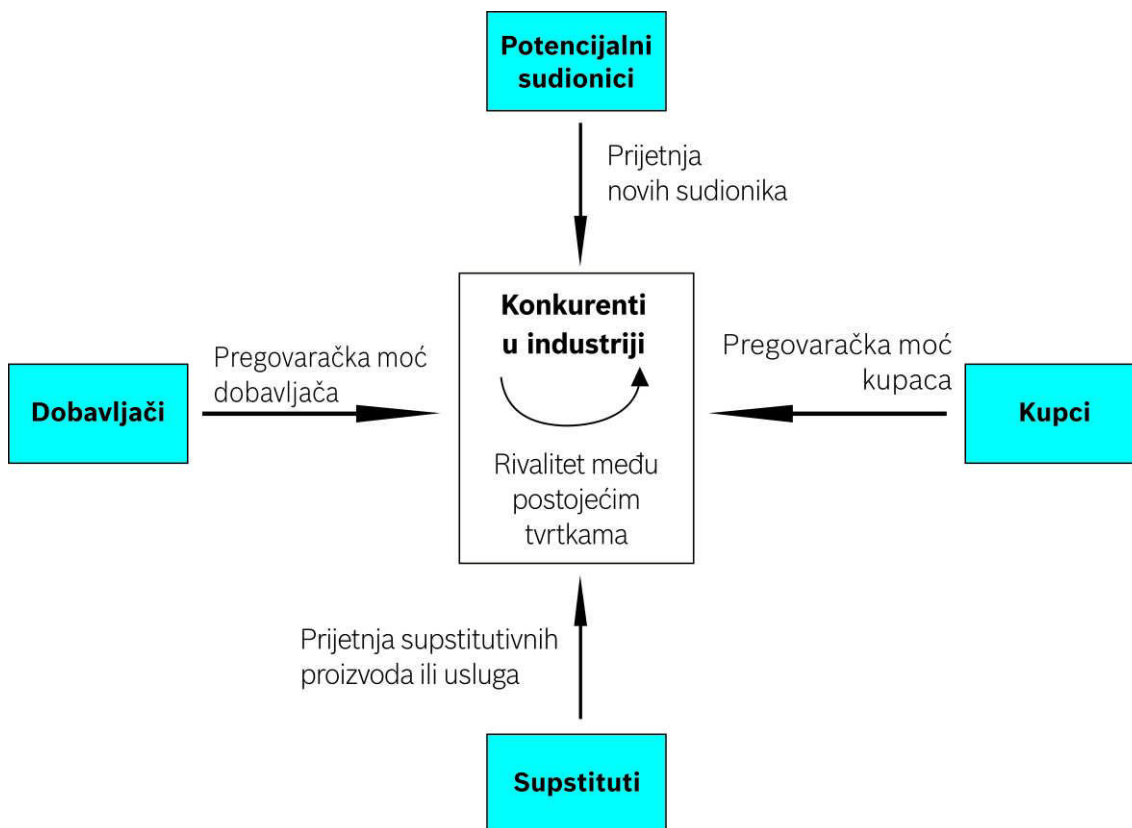 Potencijalni
sudionici
Prijetnja
novih sudionika
Konkurenti
u industriji
Pregovaračka moć
dobavljača
Pregovaračka moć
kupaca
Dobavljači
Kupci
Rivalitet među
postojećim
tvrtkama
Prijetnja supstitutivnih
proizvoda ili usluga
Supstituti